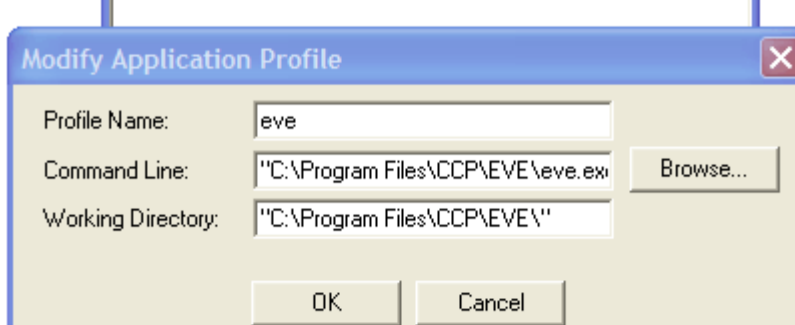 Modify Application Profile
Profile Name: eve
Command Line: "C:\Program Files\CCP\EVE\eve.ex Browse...
Working Directory: "C:\Program Files\CCP\EVE\"
OK Cancel